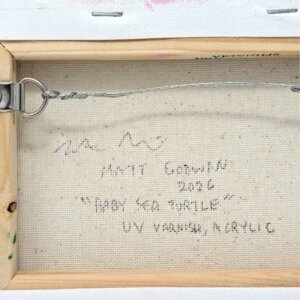 MATT GODWIN
2026
"BABY SEA TURTLE"
UV VARNISH, ACRYLIC